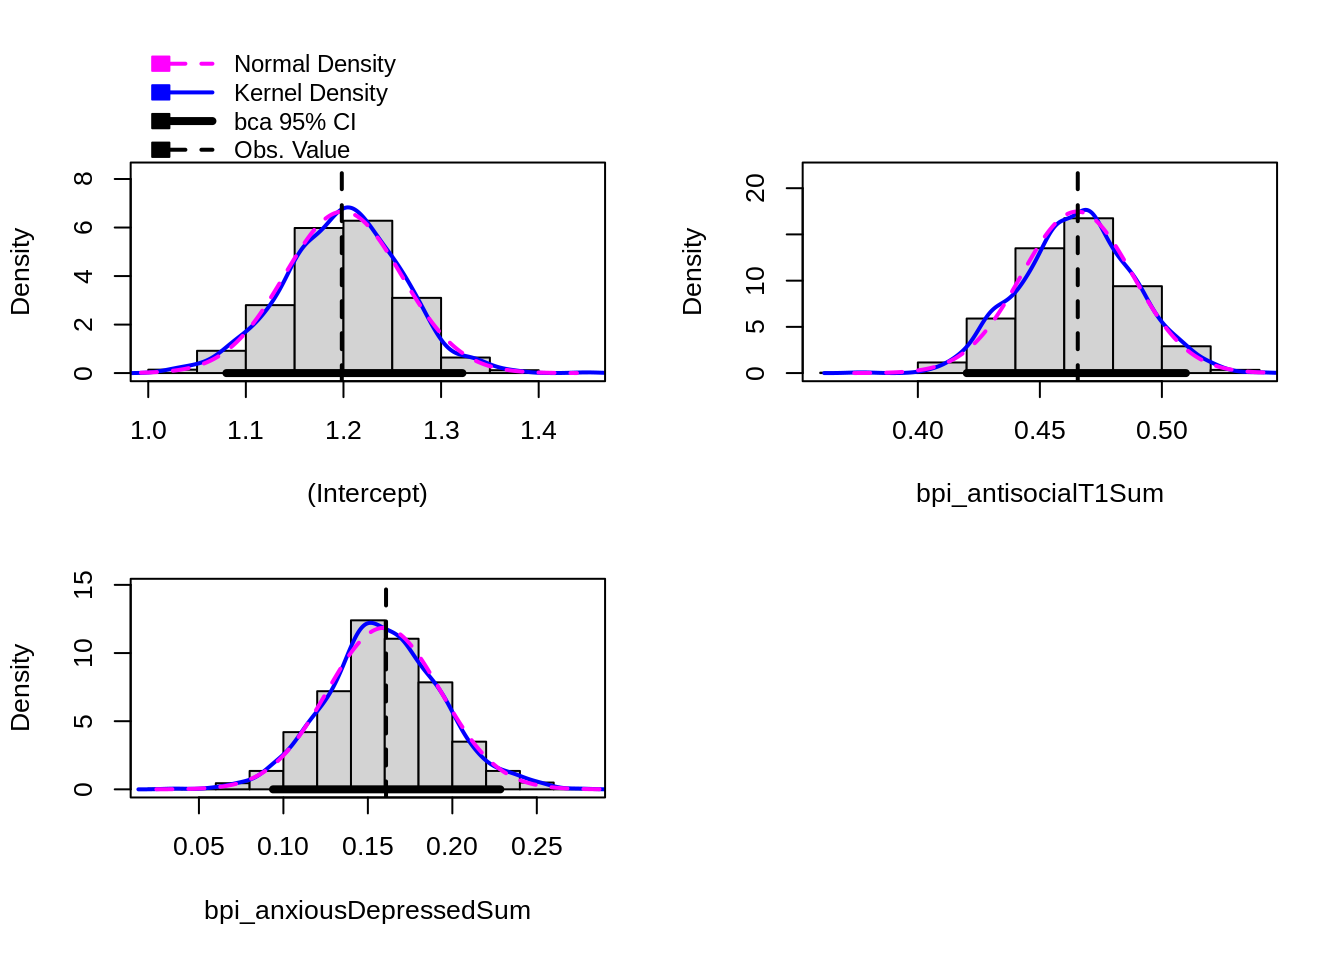 Normal Density
Kernel Density
bca 95% CI
Obs. Value
Density
0 2 4 6 8
1.0 1.1 1.2 1.3 1.4
(Intercept)
Density
0 5 10 20
0.40 0.45 0.50
bpi_antisocialT1Sum
Density
0 5 10 15
0.05 0.10 0.15 0.20 0.25
bpi_anxiousDepressedSum